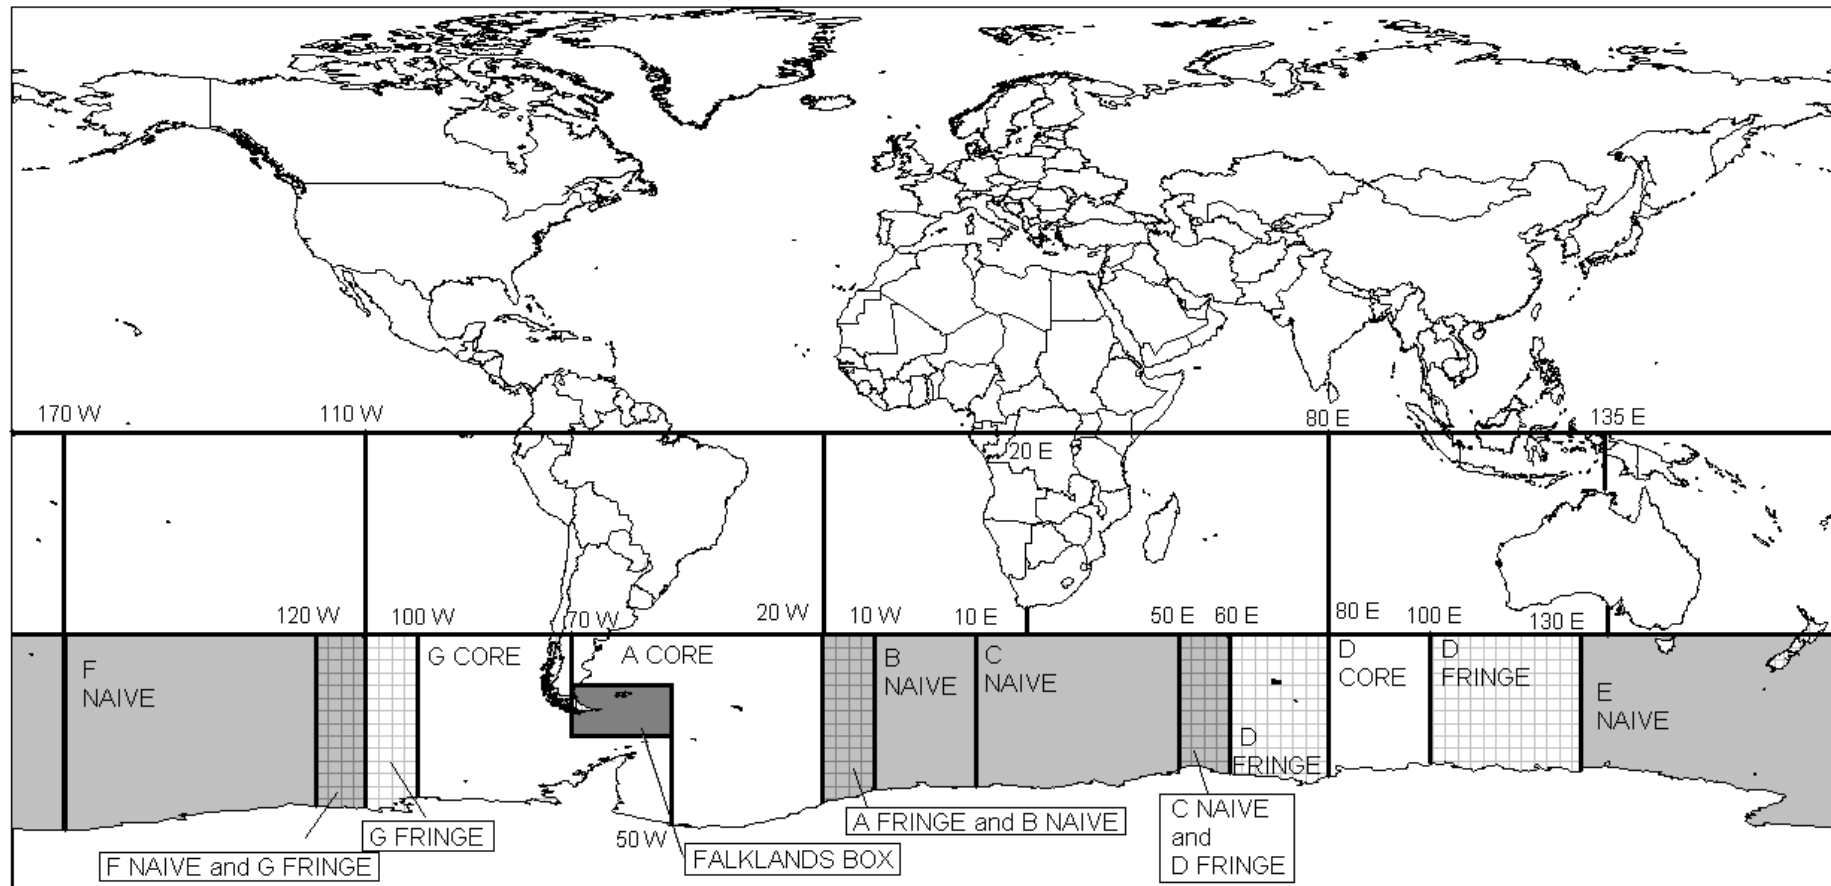 170 W
110 W
80 E
135 E
20 E
120 W
100 W
70 W
20 W
10 W
10 E
50 E
60 E
80 E
100 E
130 E
F
NAIVE
G CORE
A CORE
B
NAIVE
C
NAIVE
D
FRINGE
D
CORE
D
FRINGE
E
NAIVE
F NAIVE and G FRINGE
G FRINGE
50 W
FALKLANDS BOX
A FRINGE and B NAIVE
C NAIVE
and
D FRINGE